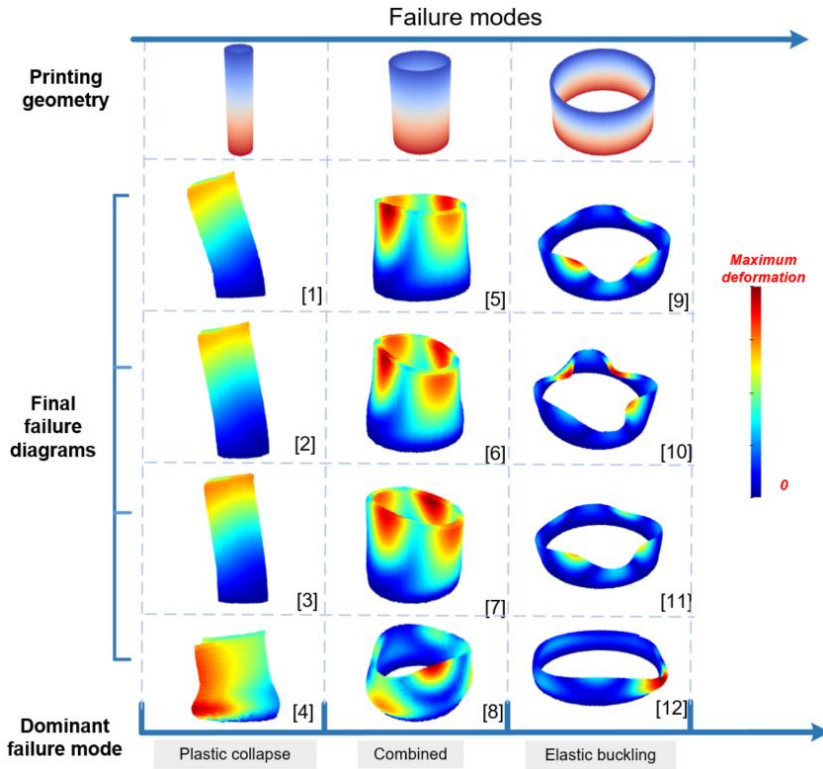 Failure modes
Printing
geometry
[1]
[5]
[9]
Maximum
deformation
[2]
[6]
[10]
Final
failure
diagrams
0
[3]
[7]
[11]
[4]
[8]
[12]
Dominant
failure mode
Plastic collapse
Combined
Elastic buckling